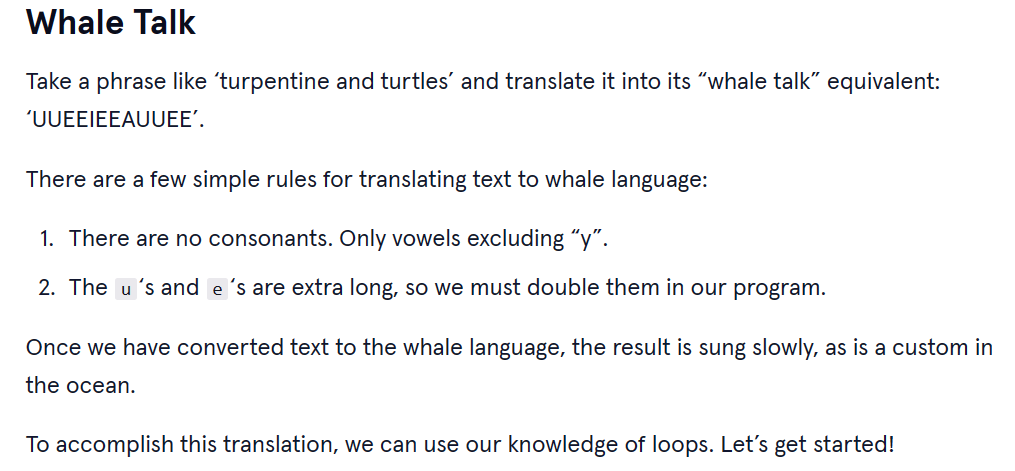 Whale Talk
Take a phrase like ‘turpentine and turtles’ and translate it into its “whale talk” equivalent:
‘UUEEIEEAUUEE’.
There are a few simple rules for translating text to whale language:
1. There are no consonants. Only vowels excluding “y”.
2. The u ‘s and e ‘s are extra long, so we must double them in our program.
Once we have converted text to the whale language, the result is sung slowly, as is a custom in
the ocean.
To accomplish this translation, we can use our knowledge of loops. Let’s get started!